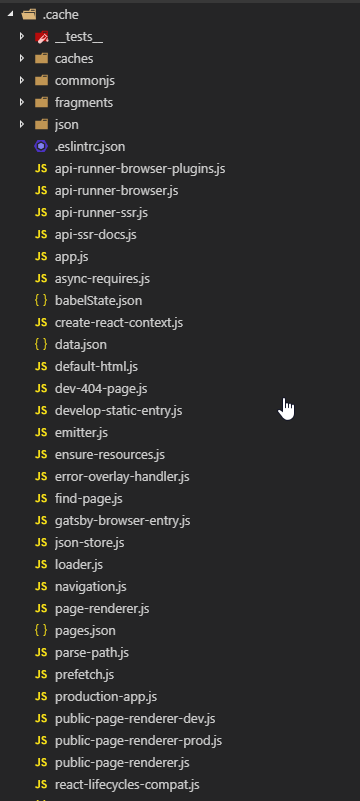 .cache
__tests__
caches
commonjs
fragments
json
.eslintrc.json
JS api-runner-browser-plugins.js
JS api-runner-browser.js
JS api-runner-ssr.js
JS api-ssr-docs.js
JS app.js
JS async-requires.js
{ } babelState.json
JS create-react-context.js
{ } data.json
JS default-html.js
JS dev-404-page.js
JS develop-static-entry.js
JS emitter.js
JS ensure-resources.js
JS error-overlay-handler.js
JS find-page.js
JS gatsby-browser-entry.js
JS json-store.js
JS loader.js
JS navigation.js
JS page-renderer.js
{ } pages.json
JS parse-path.js
JS prefetch.js
JS production-app.js
JS public-page-renderer-dev.js
JS public-page-renderer-prod.js
JS public-page-renderer.js
JS react-lifecycles-compat.js